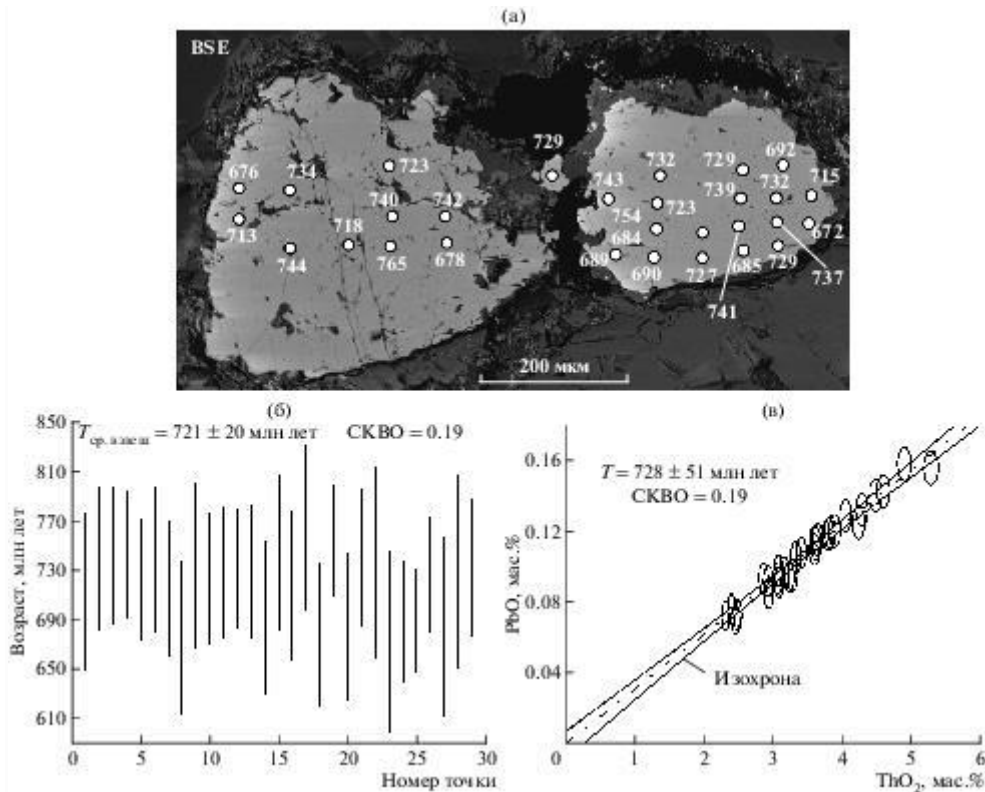 (а)
BSE
729
692
676
734
723
743
732
729
715
740
742
754
723
739
732
713
718
684
672
744
765
678
689
690
727
685
729
737
741
200 мкм
(б)
850
810
770
730
690
650
610
Возраст, млн лет
Tср. взвеш = 721 ± 20 млн лет СКВО = 0.19
0 5 10 15 20 25 30
Номер точки
(в)
0.16
0.12
0.08
0.04
PbO, мас.%
T = 728 ± 51 млн лет
СКВО = 0.19
Изохрона
0 1 2 3 4 5 6
ThO2, мас.%